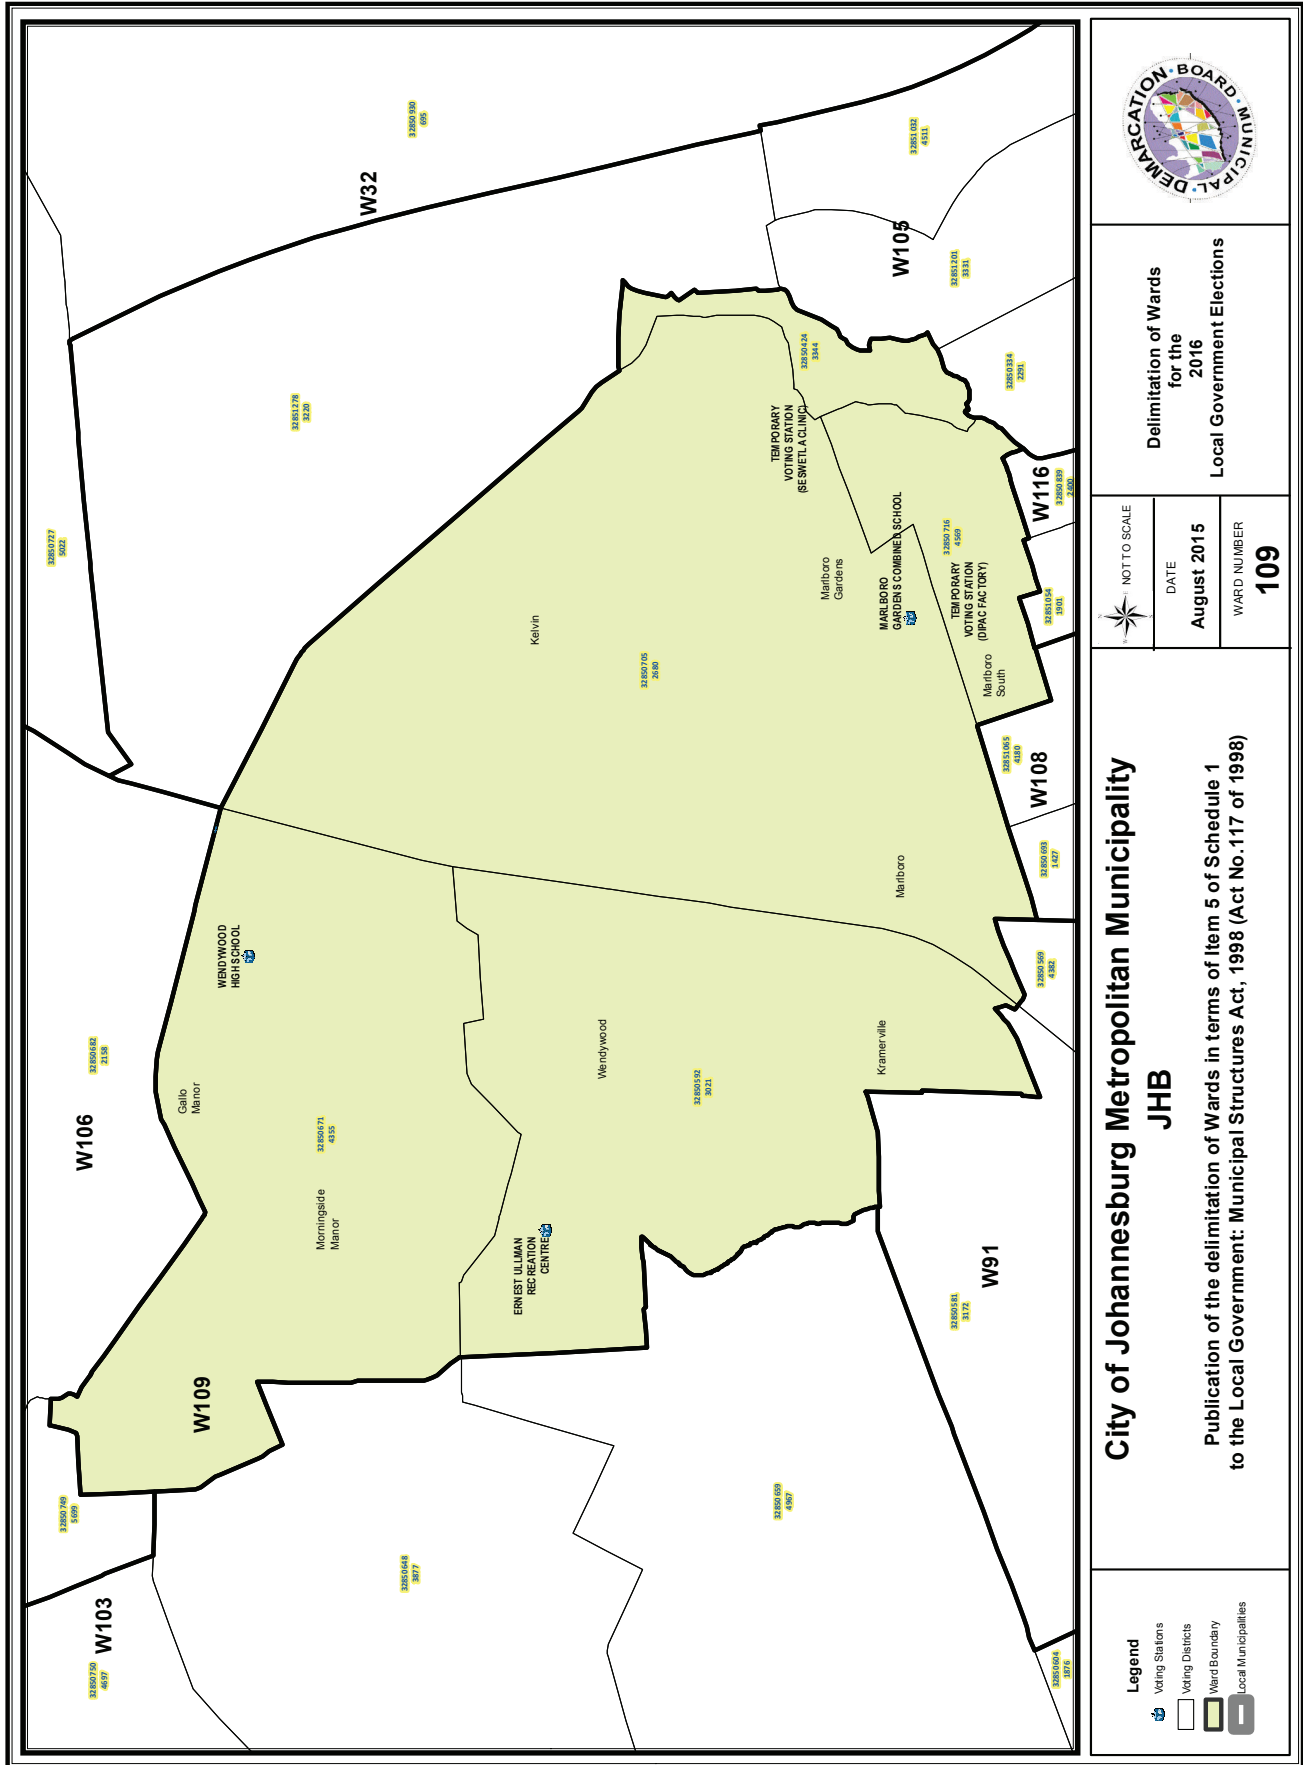 32850930
695
W32
32851032
4511
W105
32851201
3331
32850424
3344
32850334
2291
32851278
3220
32850727
5022
TEMPORARY
VOTING STATION
(SESWETLA CLINIC)
W116
32850839
2400
32850716
4569
MARLBORO
GARDENS COMBINED SCHOOL
Marlboro
Gardens
TEMPORARY
VOTING STATION
(DIPAC FACTORY)
32851054
1901
Kelvin
32850705
2680
Marlboro
South
32851065
4180
W108
32850693
1427
Marlboro
WENDYWOOD
HIGH SCHOOL
32850569
4382
32850682
2158
W106
Gallo
Manor
Wendywood
Kramerville
32850592
3021
32850671
4355
Morningside
Manor
ERNEST ULLMAN
RECREATION
CENTRE
W91
32850581
3172
W109
32850749
5699
32850659
4967
32850648
3877
W103
32850750
4697
32850604
1876
MUNICIPAL DEMARCATION BOARD
Delimitation of Wards
for the
2016
Local Government Elections
NOT TO SCALE
N
E
S
W
DATE
August 2015
WARD NUMBER
109
City of Johannesburg Metropolitan Municipality
JHB
Publication of the delimitation of Wards in terms of Item 5 of Schedule 1
to the Local Government: Municipal Structures Act, 1998 (Act No.117 of 1998)
Legend
Voting Stations
Voting Districts
Ward Boundary
Local Municipalities